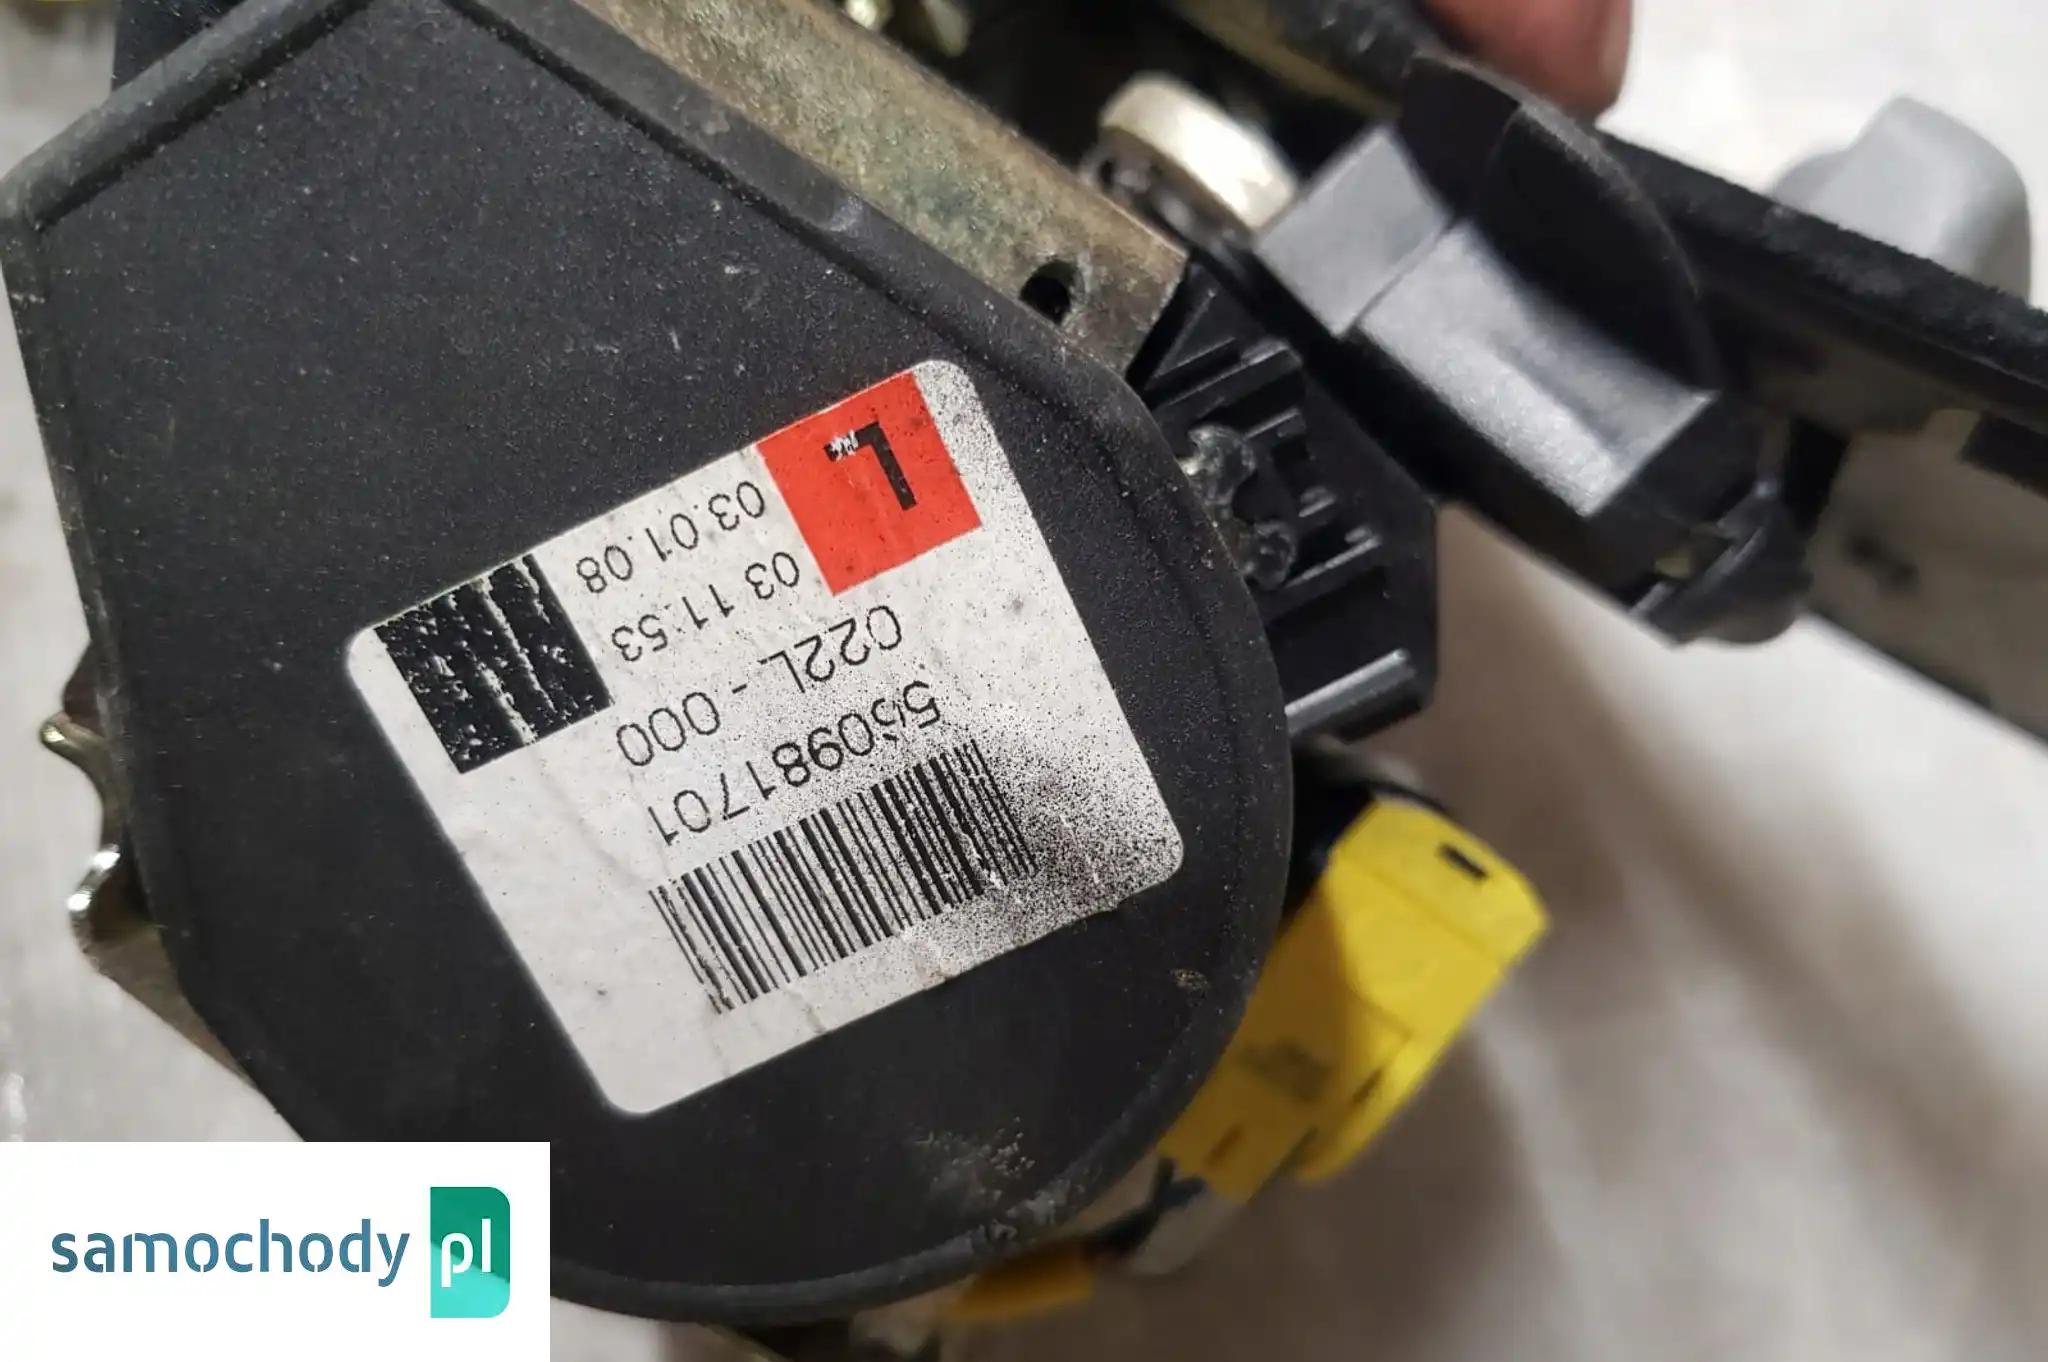 560981701
022L - 000
03 11:53
03.01.08
L
samochody pl